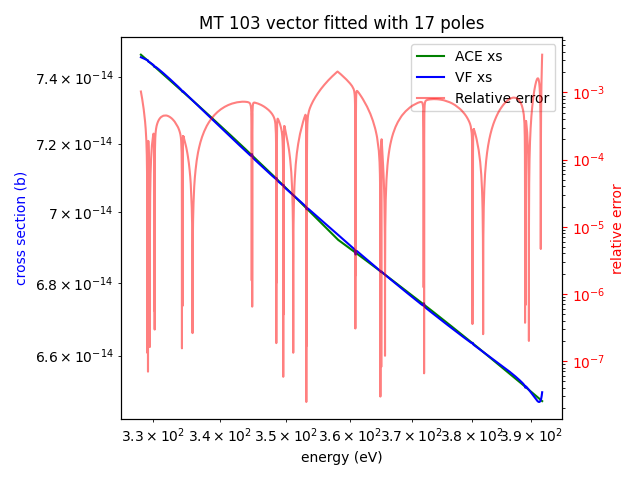 MT 103 vector fitted with 17 poles
ACE xs
VF xs
Relative error
7.4 × 10⁻¹⁴
7.2 × 10⁻¹⁴
7 × 10⁻¹⁴
6.8 × 10⁻¹⁴
6.6 × 10⁻¹⁴
cross section (b)
10⁻³
10⁻⁴
10⁻⁵
10⁻⁶
10⁻⁷
relative error
3.3 × 10² 3.4 × 10² 3.5 × 10² 3.6 × 10² 3.7 × 10² 3.8 × 10² 3.9 × 10²
energy (eV)